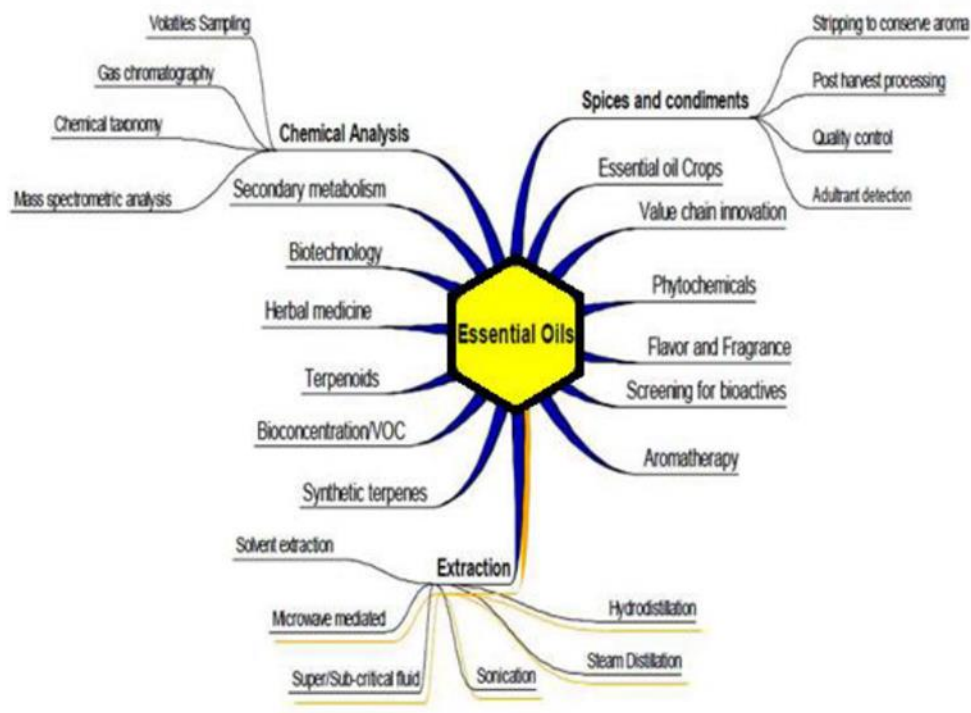 Volatiles Sampling
Gas chromatography
Chemical taxonomy
Mass spectrometric analysis
Chemical Analysis
Secondary metabolism
Biotechnology
Herbal medicine
Terpenoids
Bioconcentration/VOC
Synthetic terpenes
Essential Oils
Stripping to conserve aroma
Post harvest processing
Quality control
Adultrant detection
Spices and condiments
Essential oil Crops
Value chain innovation
Phytochemicals
Flavor and Fragrance
Screening for bioactives
Aromatherapy
Extraction
Solvent extraction
Microwave mediated
Super/Sub-critical fluid
Sonication
Steam Distillation
Hydrodistillation